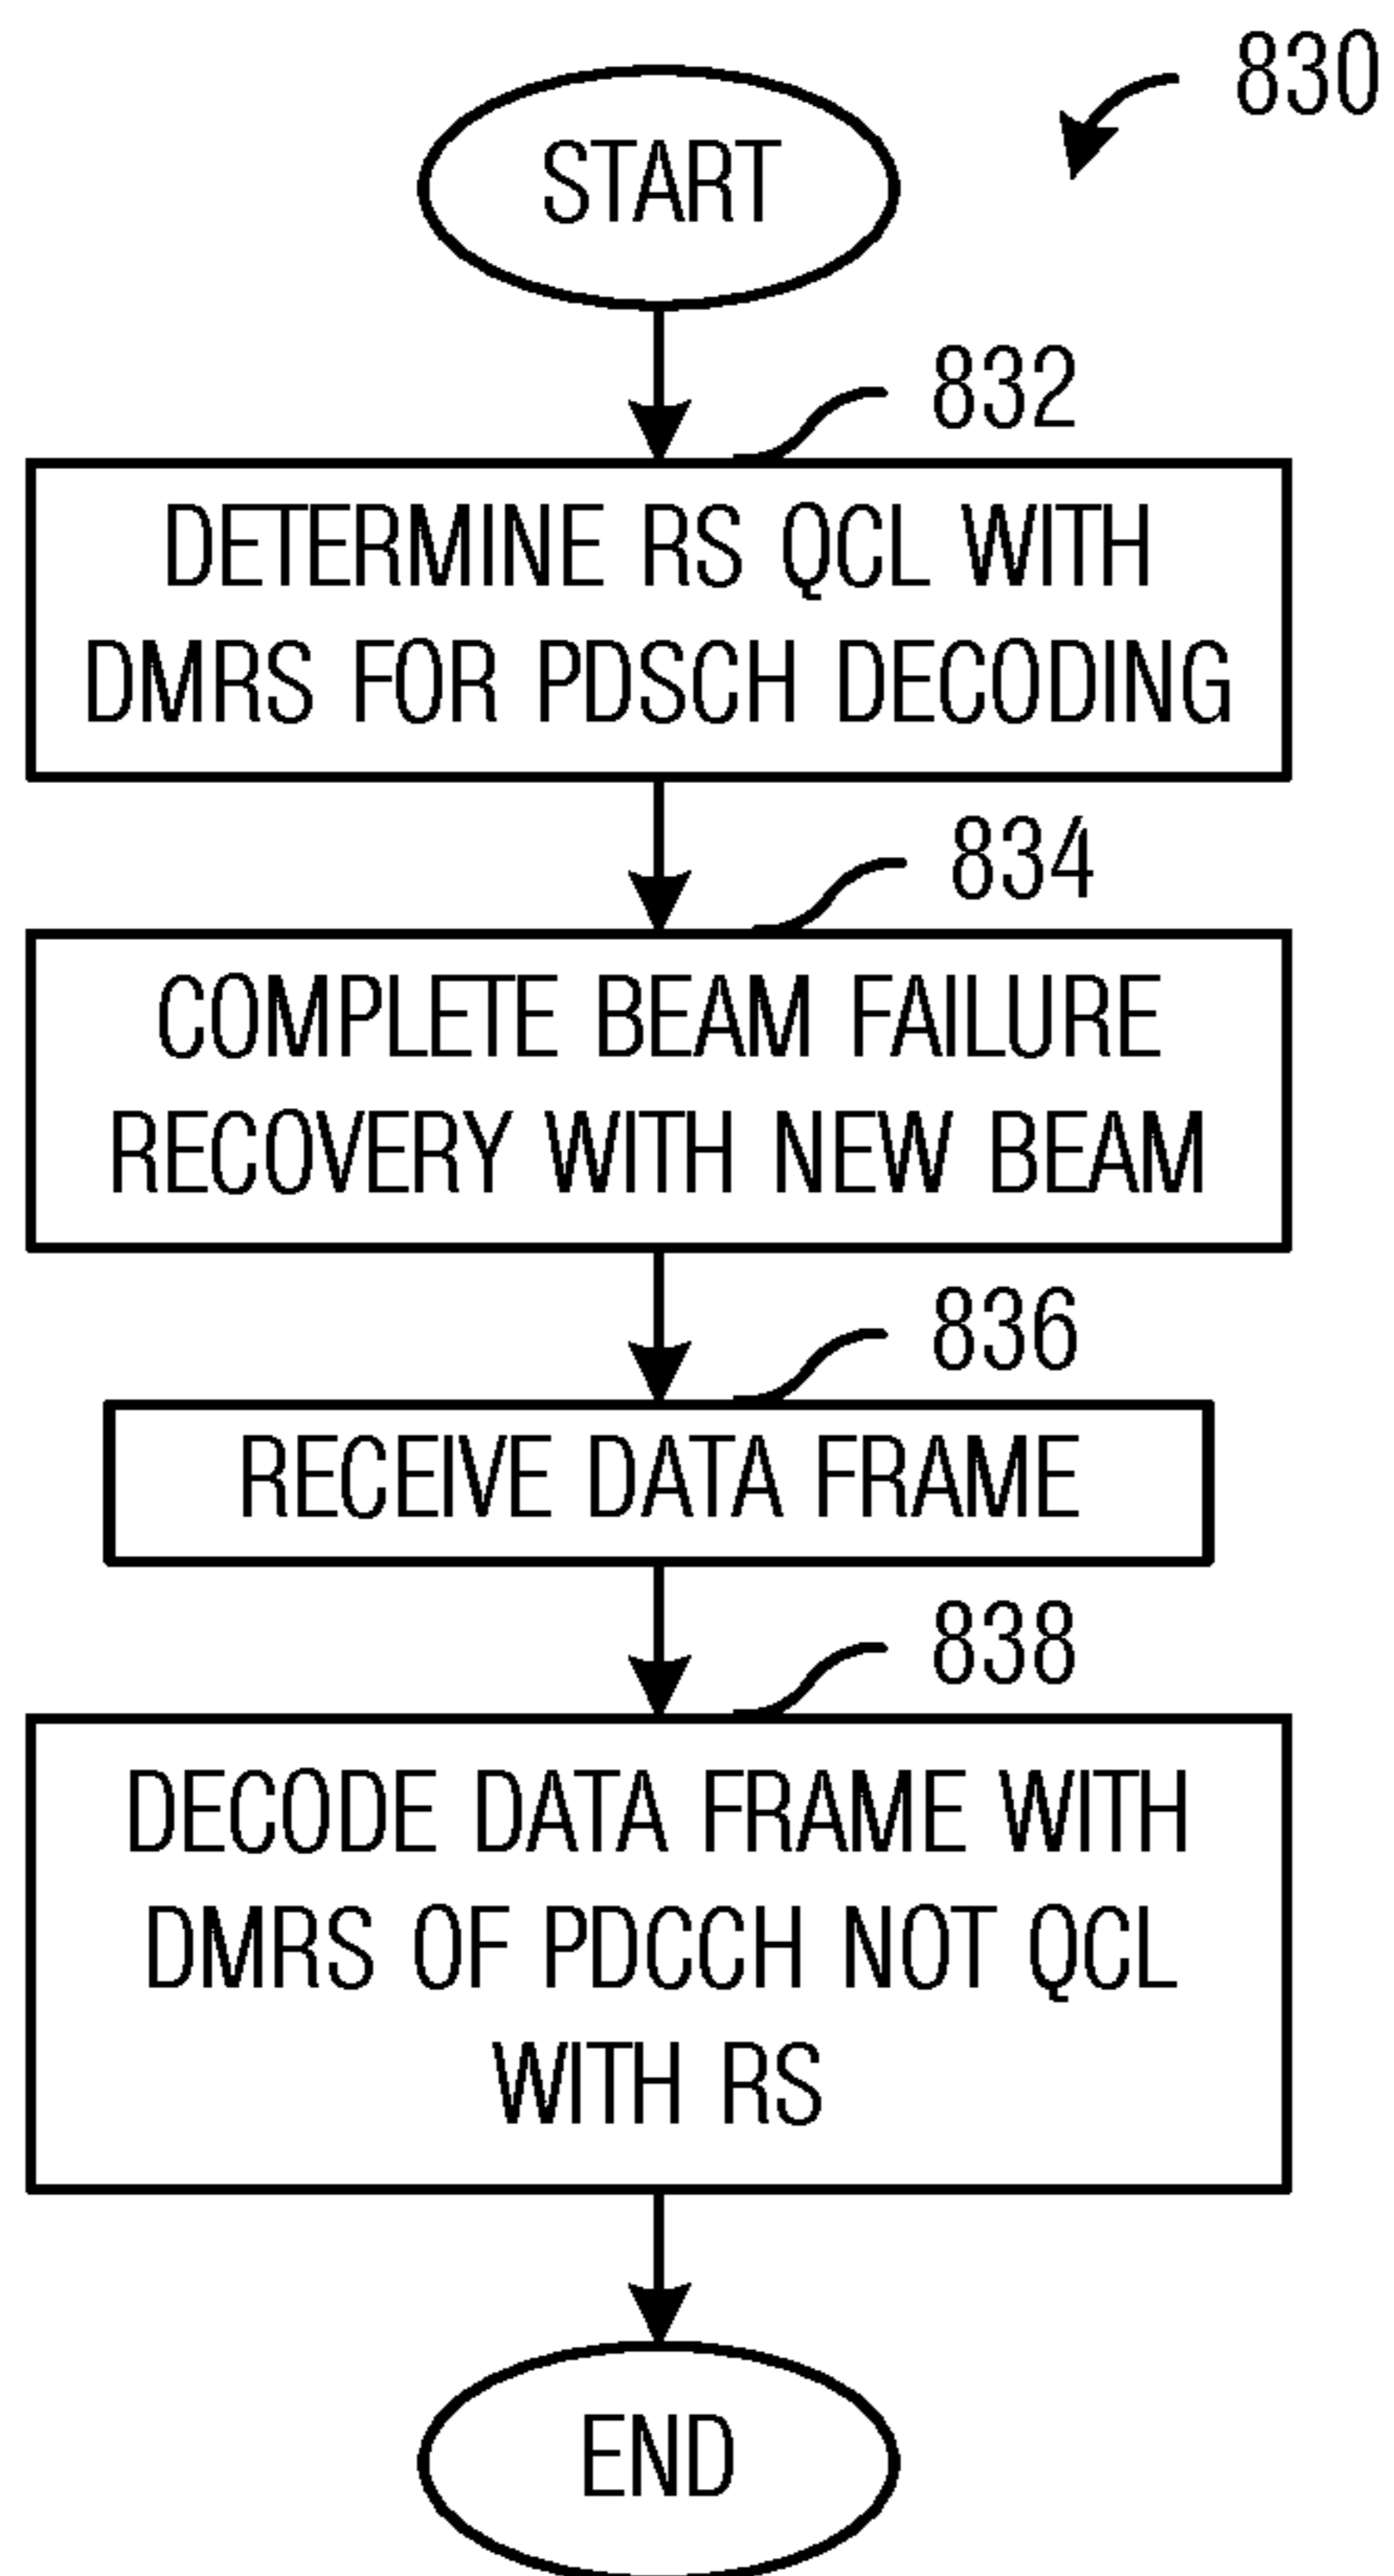 830
START
832
DETERMINE RS QCL WITH
DMRS FOR PDSCH DECODING
834
COMPLETE BEAM FAILURE
RECOVERY WITH NEW BEAM
836
RECEIVE DATA FRAME
838
DECODE DATA FRAME WITH
DMRS OF PDCCH NOT QCL
WITH RS
END